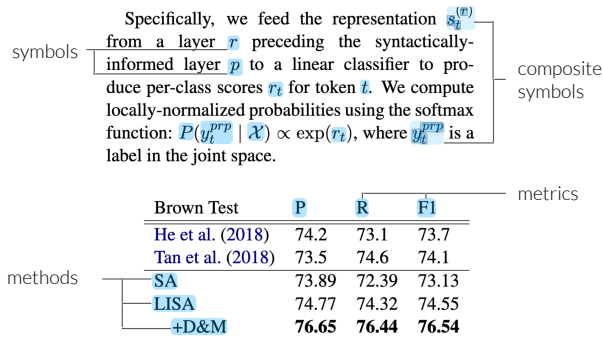 Specifically, we feed the representation s_t^(r)
from a layer r preceding the syntactically-
informed layer p to a linear classifier to pro-
duce per-class scores r_t for token t. We compute
locally-normalized probabilities using the softmax
function: P(y_t^prp | X) ∝ exp(r_t), where y_t^prp is a
label in the joint space.
symbols
composite
symbols
metrics
Brown Test P R F1
He et al. (2018) 74.2 73.1 73.7
Tan et al. (2018) 73.5 74.6 74.1
methods
SA 73.89 72.39 73.13
LISA 74.77 74.32 74.55
+D&M 76.65 76.44 76.54